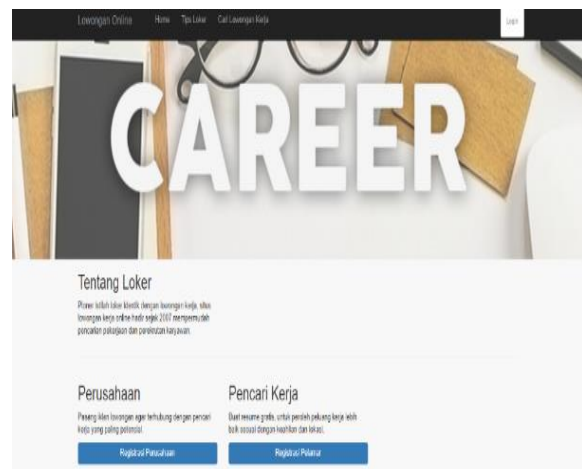 Lowongan Online Home Tips Loker Cari Lowongan Kerja Login
CAREER
Tentang Loker
Pioner istilah loker identik dengan lowongan kerja, situs
lowongan kerja online hadir sejak 2007 mempermudah
pencarian pekerjaan dan perekrutan karyawan.
Perusahaan
Pasang iklan lowongan agar terhubung dengan pencari
kerja yang paling potensial.
Registrasi Perusahaan
Pencari Kerja
Buat resume gratis, untuk peroleh peluang kerja lebih
baik sesuai dengan keahlian dan lokasi.
Registrasi Pelamar